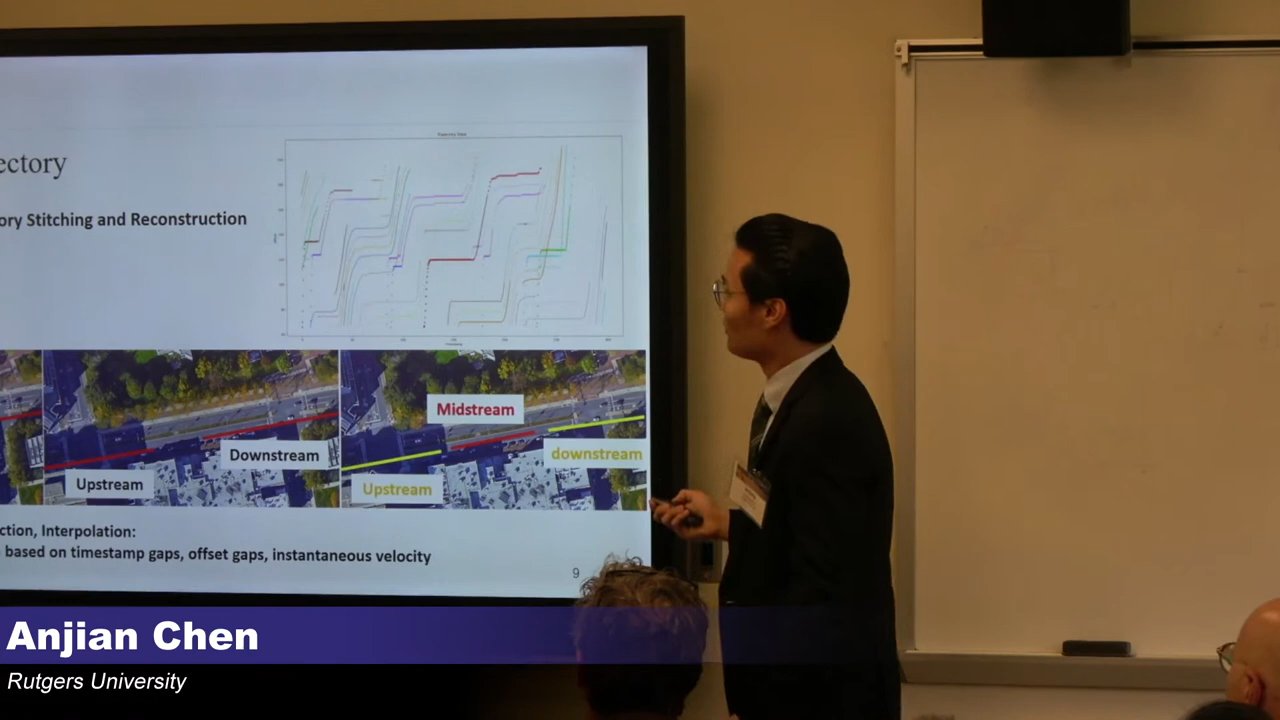 ectory
ory Stitching and Reconstruction
Midstream
Downstream
downstream
Upstream
Upstream
ction, Interpolation:
based on timestamp gaps, offset gaps, instantaneous velocity
9
Anjian Chen
Rutgers University